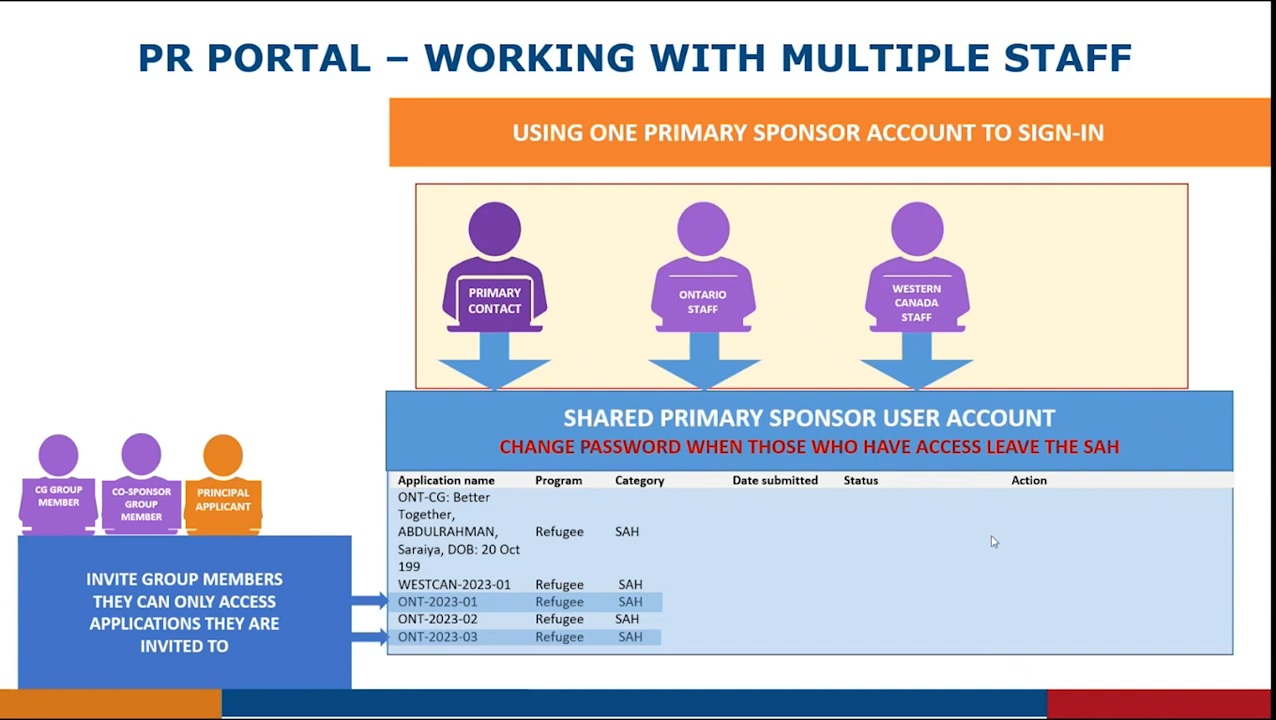 PR PORTAL – WORKING WITH MULTIPLE STAFF
USING ONE PRIMARY SPONSOR ACCOUNT TO SIGN-IN
PRIMARY
CONTACT
ONTARIO
STAFF
WESTERN
CANADA
STAFF
SHARED PRIMARY SPONSOR USER ACCOUNT
CHANGE PASSWORD WHEN THOSE WHO HAVE ACCESS LEAVE THE SAH
CG GROUP
MEMBER
CO-SPONSOR
GROUP
MEMBER
PRINCIPAL
APPLICANT
INVITE GROUP MEMBERS
THEY CAN ONLY ACCESS
APPLICATIONS THEY ARE
INVITED TO
Application name Program Category Date submitted Status Action
ONT-CG: Better
Together,
ABDULRAHMAN, Refugee SAH
Saraiya, DOB: 20 Oct
199
WESTCAN-2023-01 Refugee SAH
ONT-2023-01 Refugee SAH
ONT-2023-02 Refugee SAH
ONT-2023-03 Refugee SAH